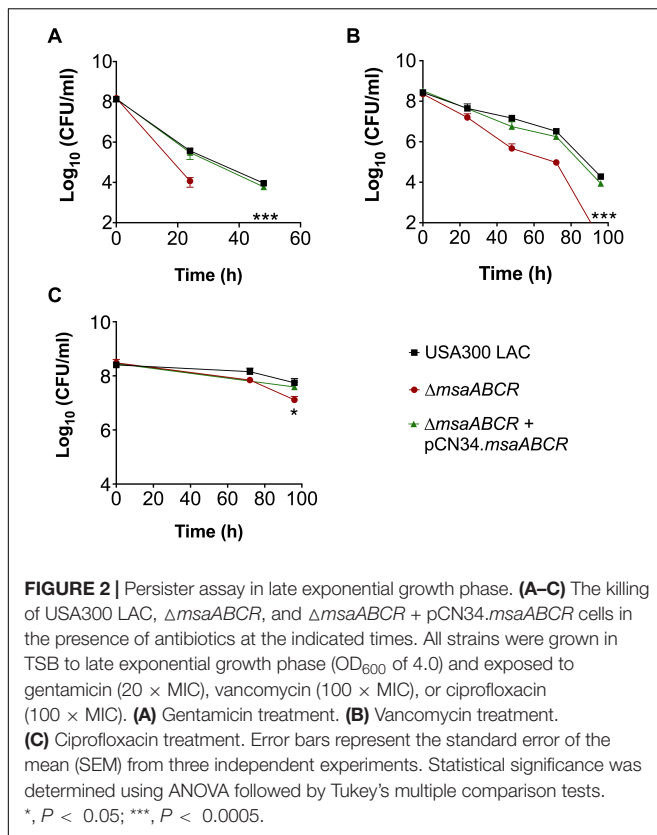 A
B
10
8
6
4
2
Log10 (CFU/ml)
0 20 40 60
***
Time (h)
10
8
6
4
2
Log10 (CFU/ml)
0 20 40 60 80 100
***
Time (h)
C
10
8
6
4
Log10 (CFU/ml)
0 20 40 60 80 100
*
Time (h)
USA300 LAC
ΔmsaABCR
ΔmsaABCR +
pCN34.msaABCR
FIGURE 2 | Persister assay in late exponential growth phase. (A–C) The killing
of USA300 LAC, ΔmsaABCR, and ΔmsaABCR + pCN34.msaABCR cells in
the presence of antibiotics at the indicated times. All strains were grown in
TSB to late exponential growth phase (OD600 of 4.0) and exposed to
gentamicin (20 × MIC), vancomycin (100 × MIC), or ciprofloxacin
(100 × MIC). (A) Gentamicin treatment. (B) Vancomycin treatment.
(C) Ciprofloxacin treatment. Error bars represent the standard error of the
mean (SEM) from three independent experiments. Statistical significance was
determined using ANOVA followed by Tukey's multiple comparison tests.
*, P < 0.05; ***, P < 0.0005.